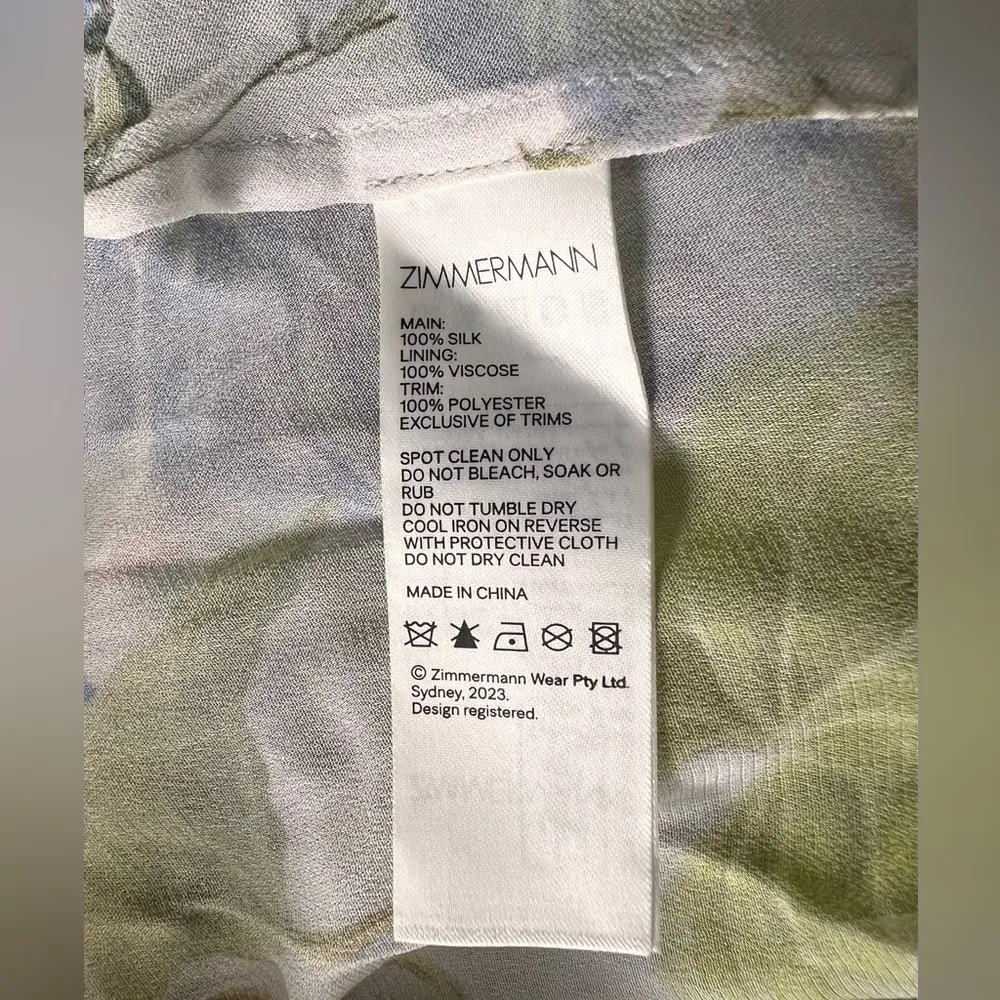 ZIMMERMANN
MAIN:
100% SILK
LINING:
100% VISCOSE
TRIM:
100% POLYESTER
EXCLUSIVE OF TRIMS
SPOT CLEAN ONLY
DO NOT BLEACH, SOAK OR
RUB
DO NOT TUMBLE DRY
COOL IRON ON REVERSE
WITH PROTECTIVE CLOTH
DO NOT DRY CLEAN
MADE IN CHINA
© Zimmermann Wear Pty Ltd.
Sydney, 2023.
Design registered.